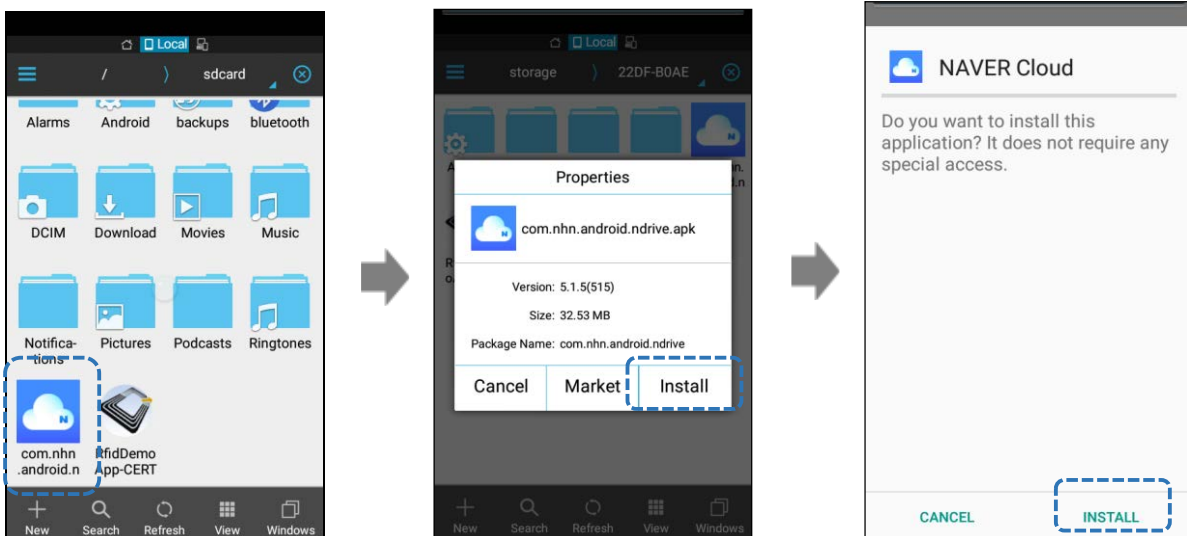 Local
/ 〉 sdcard
Alarms Android backups bluetooth
DCIM Download Movies Music
Notifica-
tions
Pictures Podcasts Ringtones
N
com.nhn
.android.n
RfidDemo
App-CERT
New Search Refresh View Windows
Local
storage 〉 22DF-B0AE
Properties
com.nhn.android.ndrive.apk
Version: 5.1.5(515)
Size: 32.53 MB
Package Name: com.nhn.android.ndrive
Cancel Market Install
New Search Refresh View Windows
NAVER Cloud
Do you want to install this
application? It does not require any
special access.
CANCEL INSTALL